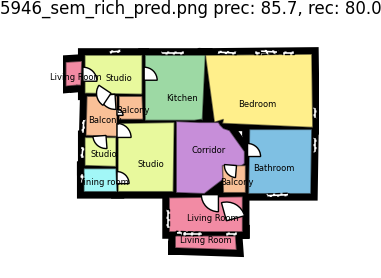 5946_sem_rich_pred.png prec: 85.7, rec: 80.0
Living Room
Studio
Kitchen
Bedroom
Balcony
Balcony
Studio
Studio
Corridor
Bathroom
ining room
Balcony
Living Room
Living Room